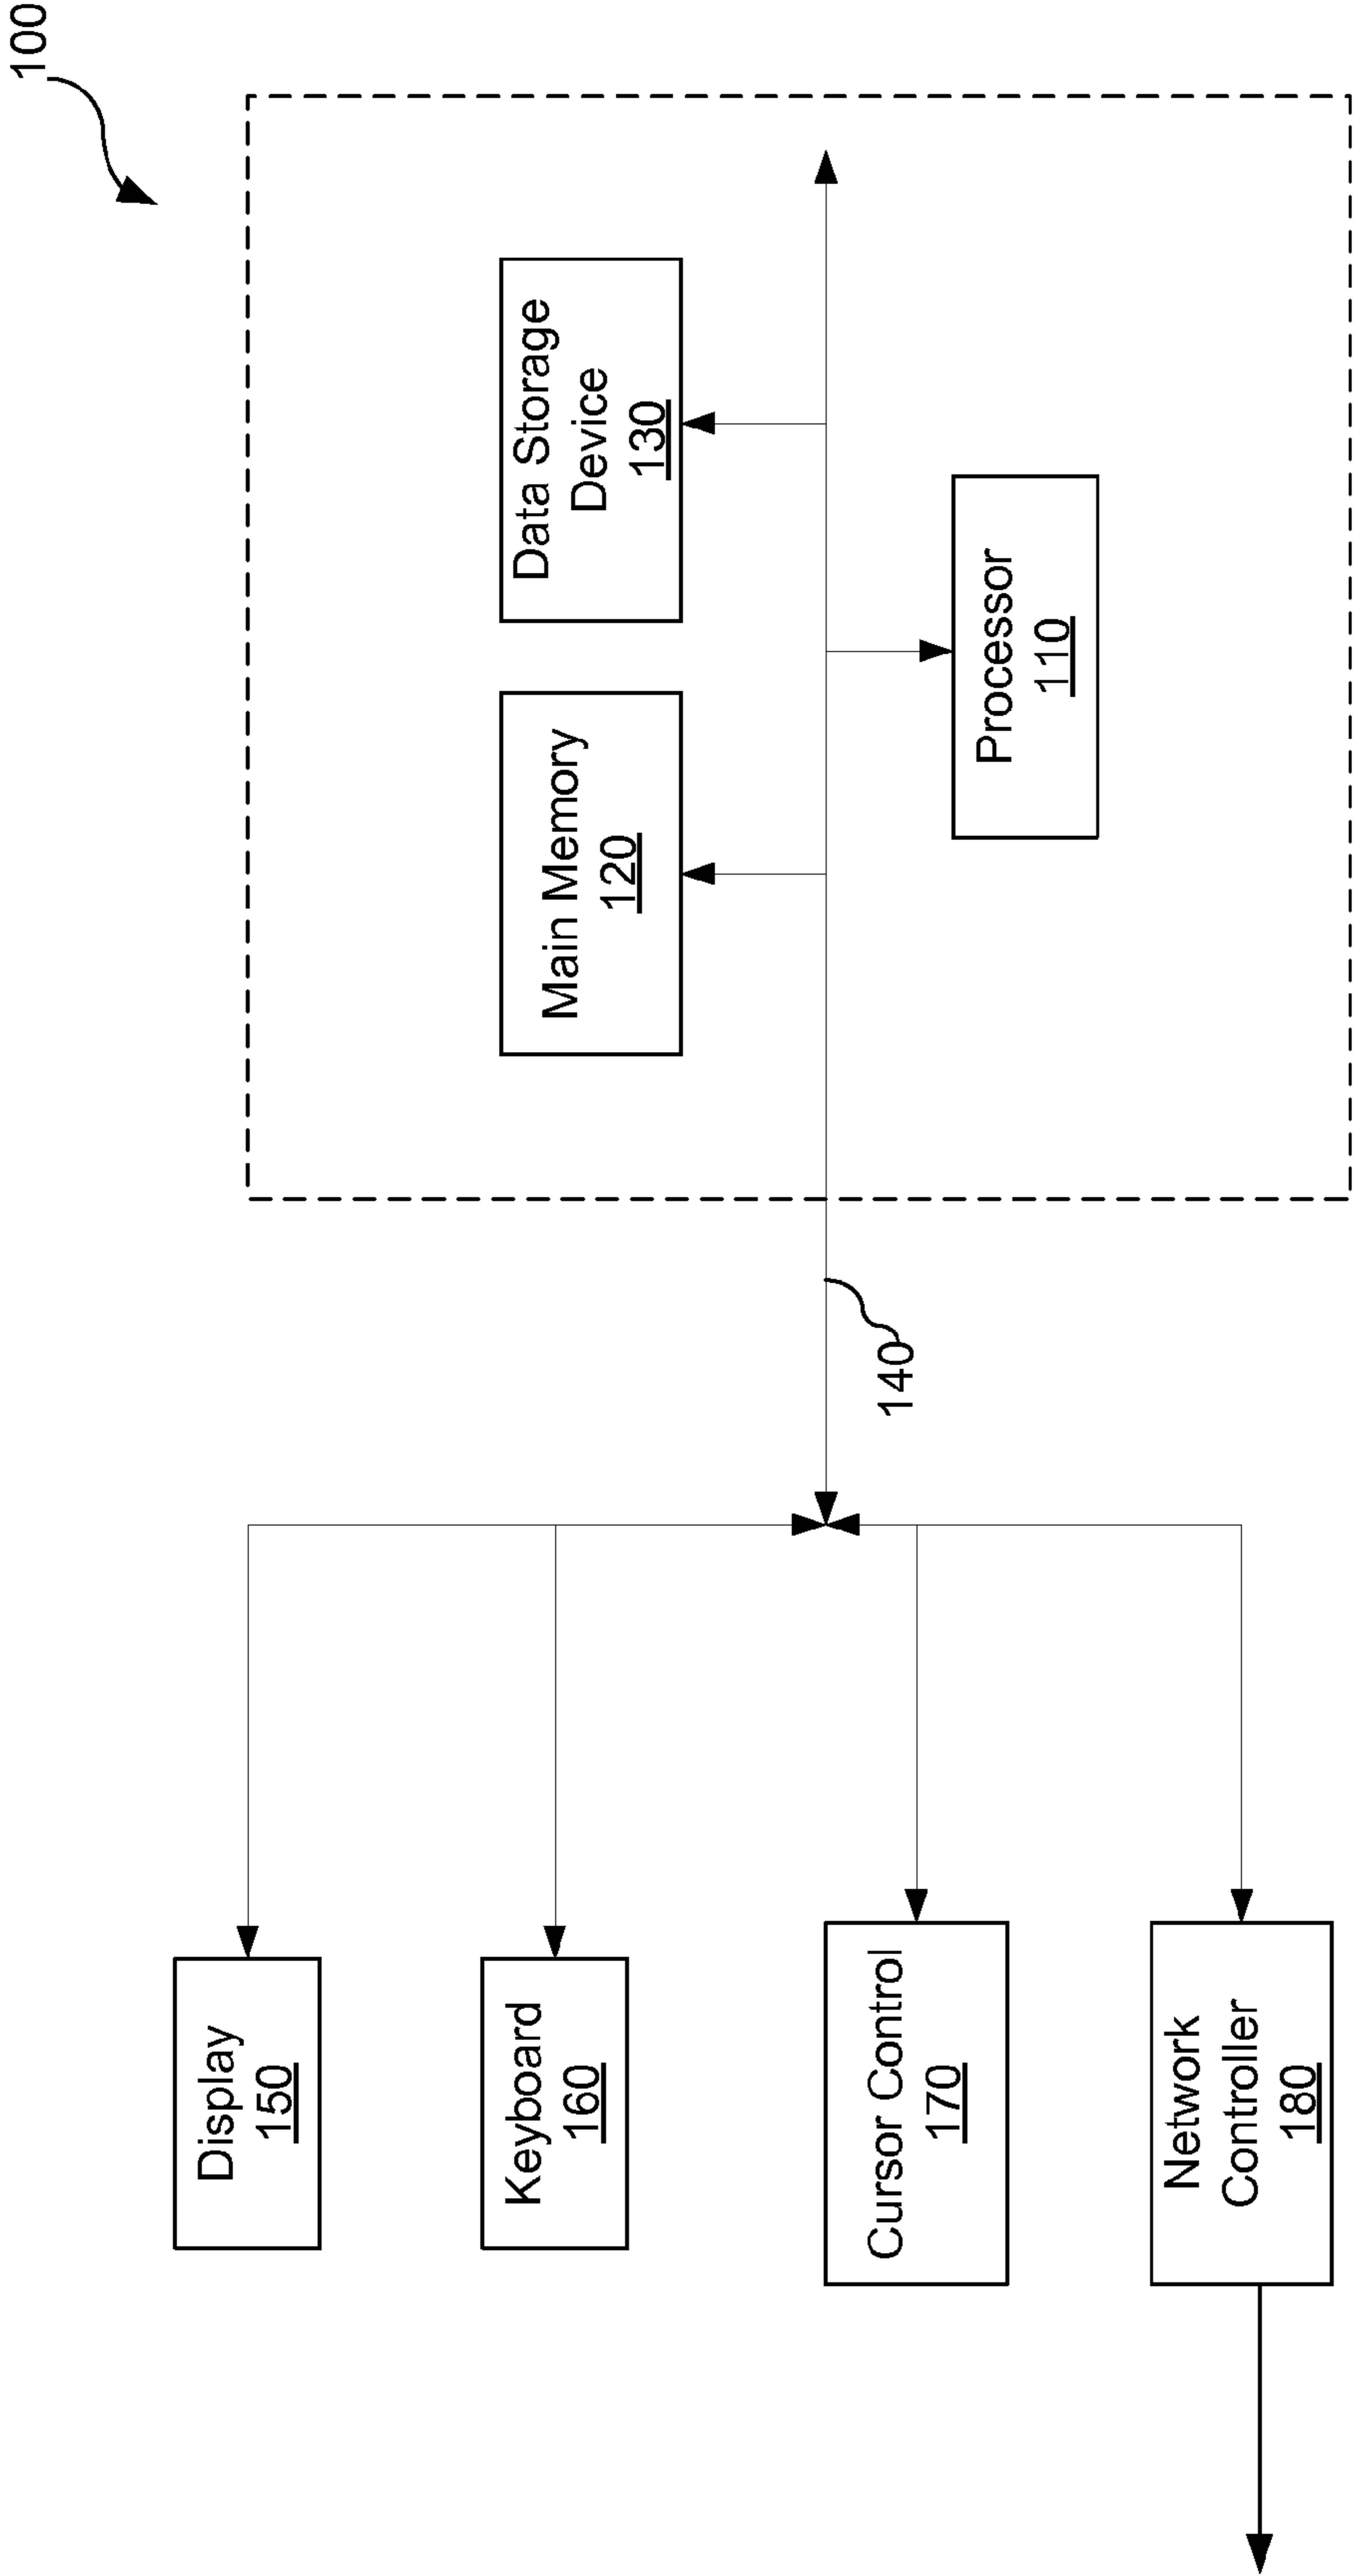 100
Data Storage
Device
130
Main Memory
120
Processor
110
140
Display
150
Keyboard
160
Cursor Control
170
Network
Controller
180